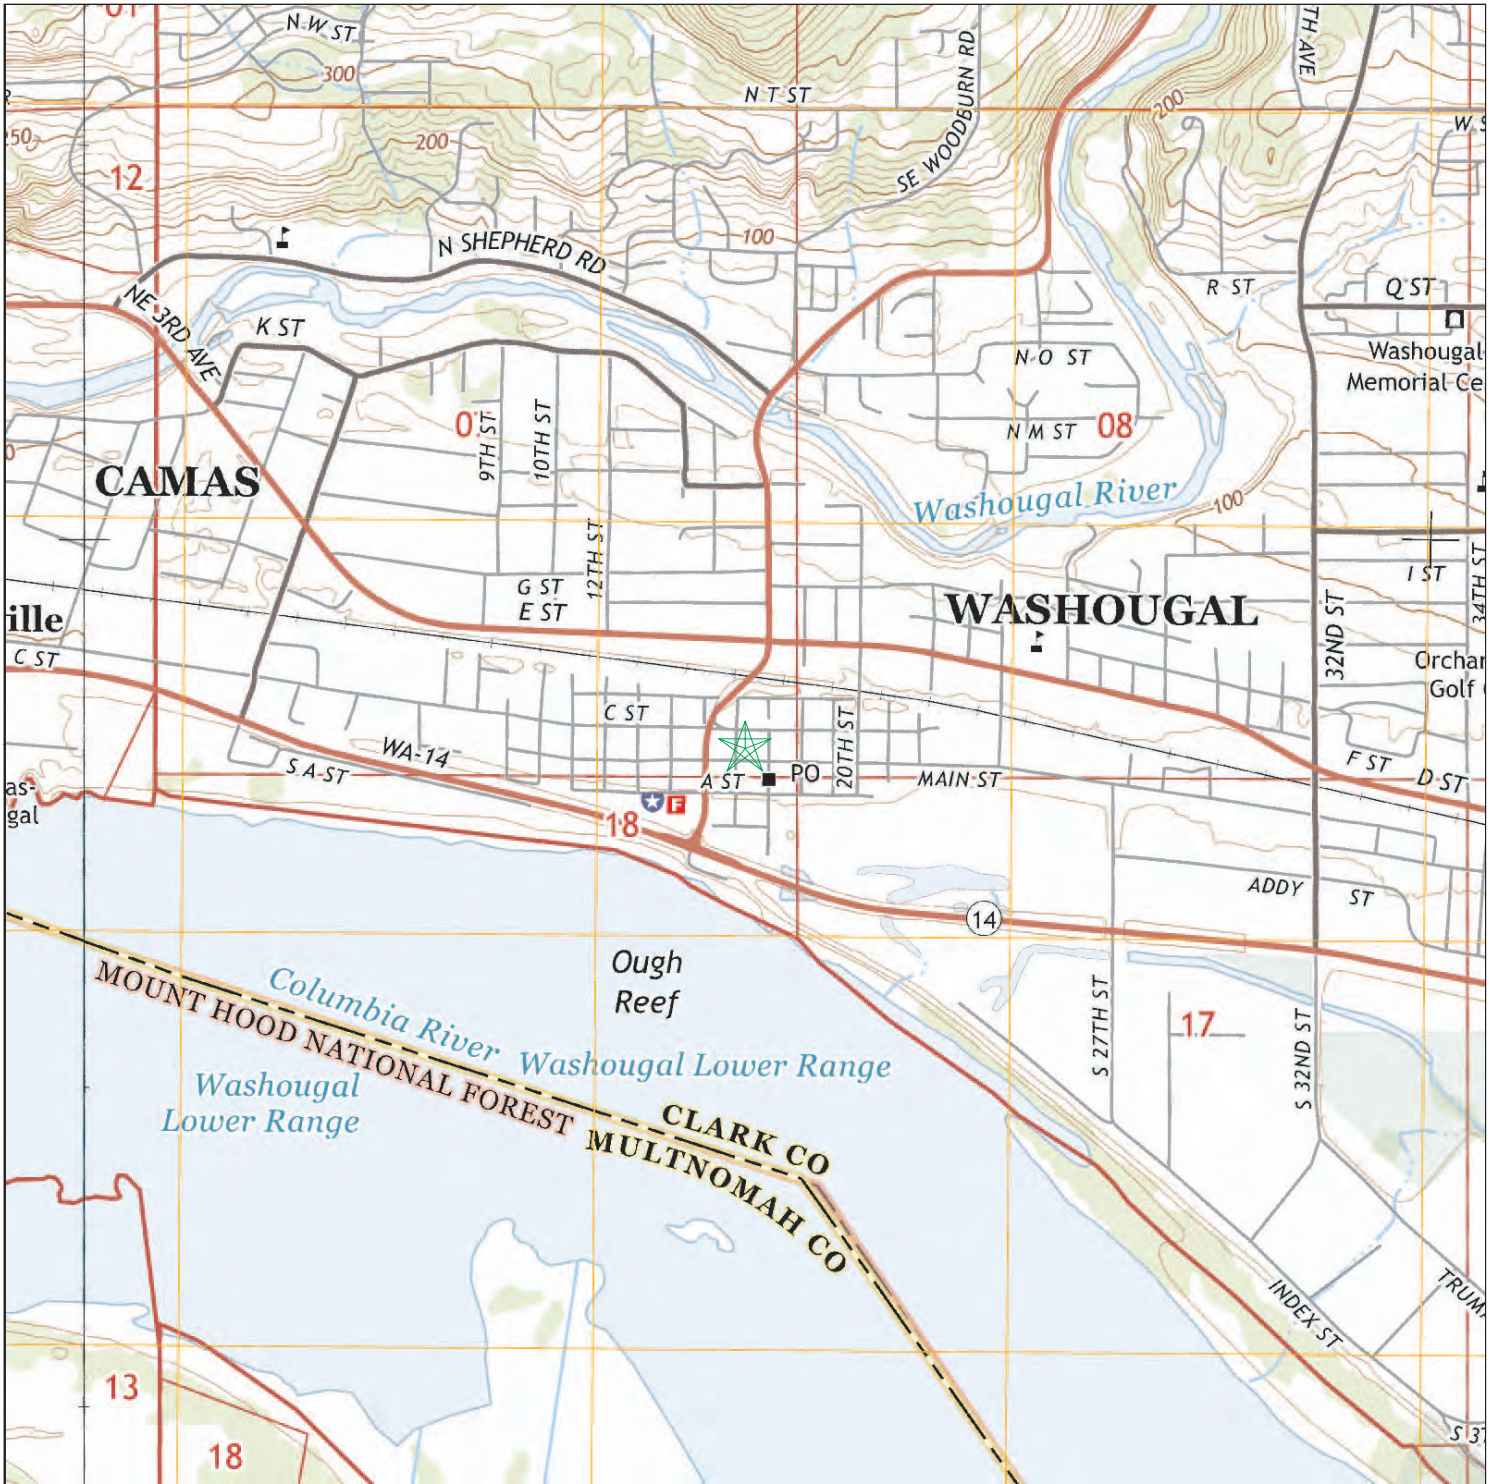 N W ST
300
TH AVE
N T ST
SE WOODBURN RD
200
200
12
100
N SHEPHERD RD
NE 3RD AVE
K ST
R ST
Q ST
Washougal
Memorial Ce
N O ST
N M ST
08
9TH ST
10TH ST
CAMAS
Washougal River
100
12TH ST
G ST
E ST
WASHOUGAL
I ST
34TH ST
32ND ST
ille
C ST
Orchar
Golf
C ST
20TH ST
WA-14
S A ST
A ST
PO
MAIN ST
F ST
D ST
as-
gal
F
18
ADDY ST
14
Ough
Reef
Columbia River
MOUNT HOOD NATIONAL FOREST
S 27TH ST
17
S 32ND ST
Washougal Lower Range
Washougal
Lower Range
CLARK CO
MULTNOMAH CO
INDEX ST
TRUM
13
18
S 37